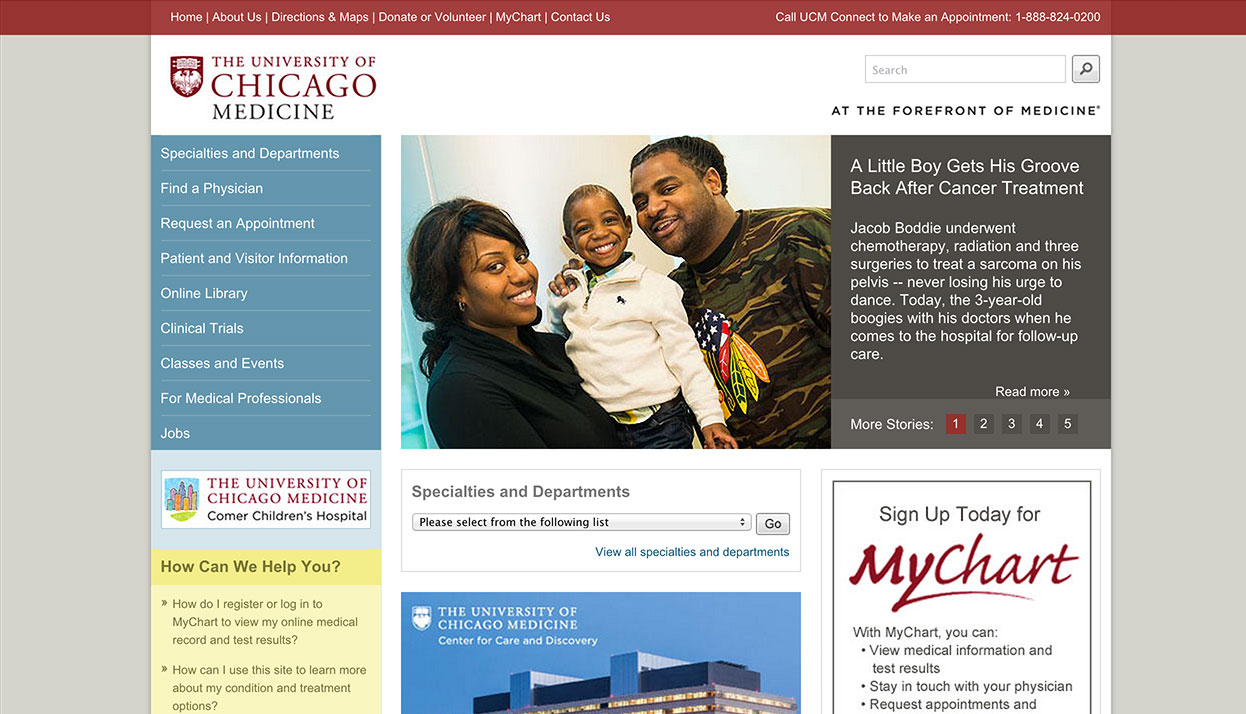 Home | About Us | Directions & Maps | Donate or Volunteer | MyChart | Contact Us
Call UCM Connect to Make an Appointment: 1-888-824-0200
THE UNIVERSITY OF
CHICAGO
MEDICINE
Search
AT THE FOREFRONT OF MEDICINE®
Specialties and Departments
Find a Physician
Request an Appointment
Patient and Visitor Information
Online Library
Clinical Trials
Classes and Events
For Medical Professionals
Jobs
A Little Boy Gets His Groove
Back After Cancer Treatment
Jacob Boddie underwent
chemotherapy, radiation and three
surgeries to treat a sarcoma on his
pelvis -- never losing his urge to
dance. Today, the 3-year-old
boogies with his doctors when he
comes to the hospital for follow-up
care.
Read more »
More Stories: 1 2 3 4 5
THE UNIVERSITY OF
CHICAGO MEDICINE
Comer Children's Hospital
How Can We Help You?
» How do I register or log in to
MyChart to view my online medical
record and test results?
» How can I use this site to learn more
about my condition and treatment
options?
Specialties and Departments
Please select from the following list
Go
View all specialties and departments
THE UNIVERSITY OF
CHICAGO MEDICINE
Center for Care and Discovery
Sign Up Today for
MyChart
With MyChart, you can:
• View medical information and
test results
• Stay in touch with your physician
• Request appointments and